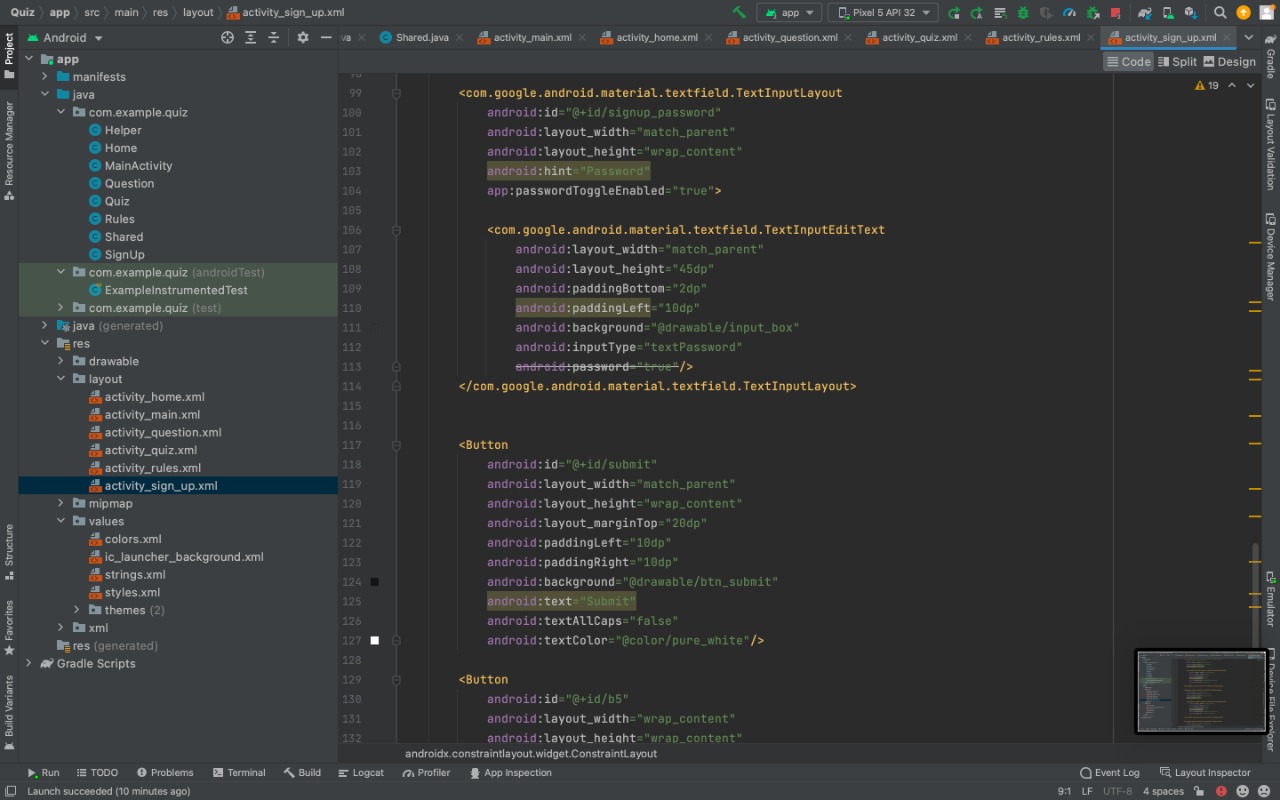 Quiz app src main res layout activity_sign_up.xml
app Pixel 5 API 32
Android
va Shared.java activity_main.xml activity_home.xml activity_question.xml activity_quiz.xml activity_rules.xml activity_sign_up.xml
Code Split Design
Project
Resource Manager
Structure
Favorites
Build Variants
app
manifests
java
com.example.quiz
Helper
Home
MainActivity
Question
Quiz
Rules
Shared
SignUp
com.example.quiz (androidTest)
ExampleInstrumentedTest
com.example.quiz (test)
java (generated)
res
drawable
layout
activity_home.xml
activity_main.xml
activity_question.xml
activity_quiz.xml
activity_rules.xml
activity_sign_up.xml
mipmap
values
colors.xml
ic_launcher_background.xml
strings.xml
styles.xml
themes (2)
xml
res (generated)
Gradle Scripts
19
98
99 <com.google.android.material.textfield.TextInputLayout
100 android:id="@+id/signup_password"
101 android:layout_width="match_parent"
102 android:layout_height="wrap_content"
103 android:hint="Password"
104 app:passwordToggleEnabled="true">
105
106 <com.google.android.material.textfield.TextInputEditText
107 android:layout_width="match_parent"
108 android:layout_height="45dp"
109 android:paddingBottom="2dp"
110 android:paddingLeft="10dp"
111 android:background="@drawable/input_box"
112 android:inputType="textPassword"
113 android:password="true"/>
114 </com.google.android.material.textfield.TextInputLayout>
115
116
117 <Button
118 android:id="@+id/submit"
119 android:layout_width="match_parent"
120 android:layout_height="wrap_content"
121 android:layout_marginTop="20dp"
122 android:paddingLeft="10dp"
123 android:paddingRight="10dp"
124 android:background="@drawable/btn_submit"
125 android:text="Submit"
126 android:textAllCaps="false"
127 android:textColor="@color/pure_white"/>
128
129 <Button
130 android:id="@+id/b5"
131 android:layout_width="wrap_content"
132 android:layout_height="wrap_content"
androidx.constraintlayout.widget.ConstraintLayout
Gradle
Layout Validation
Device Manager
Emulator
Device File Explorer
Run TODO Problems Terminal Build Logcat Profiler App Inspection Event Log Layout Inspector
Launch succeeded (10 minutes ago) 9:1 LF UTF-8 4 spaces